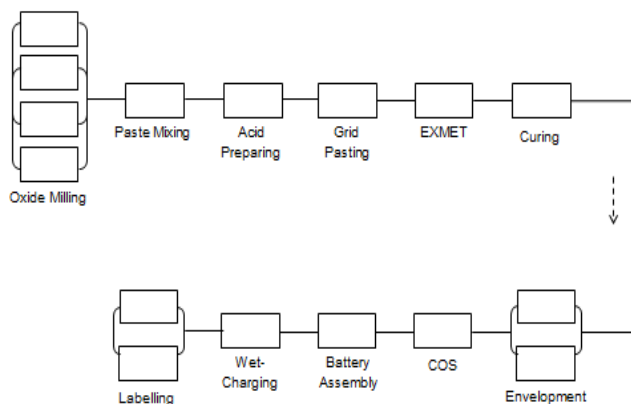 Paste Mixing
Acid
Preparing
Grid
Pasting
EXMET
Curing
Oxide Milling
Labelling
Wet-
Charging
Battery
Assembly
COS
Envelopment